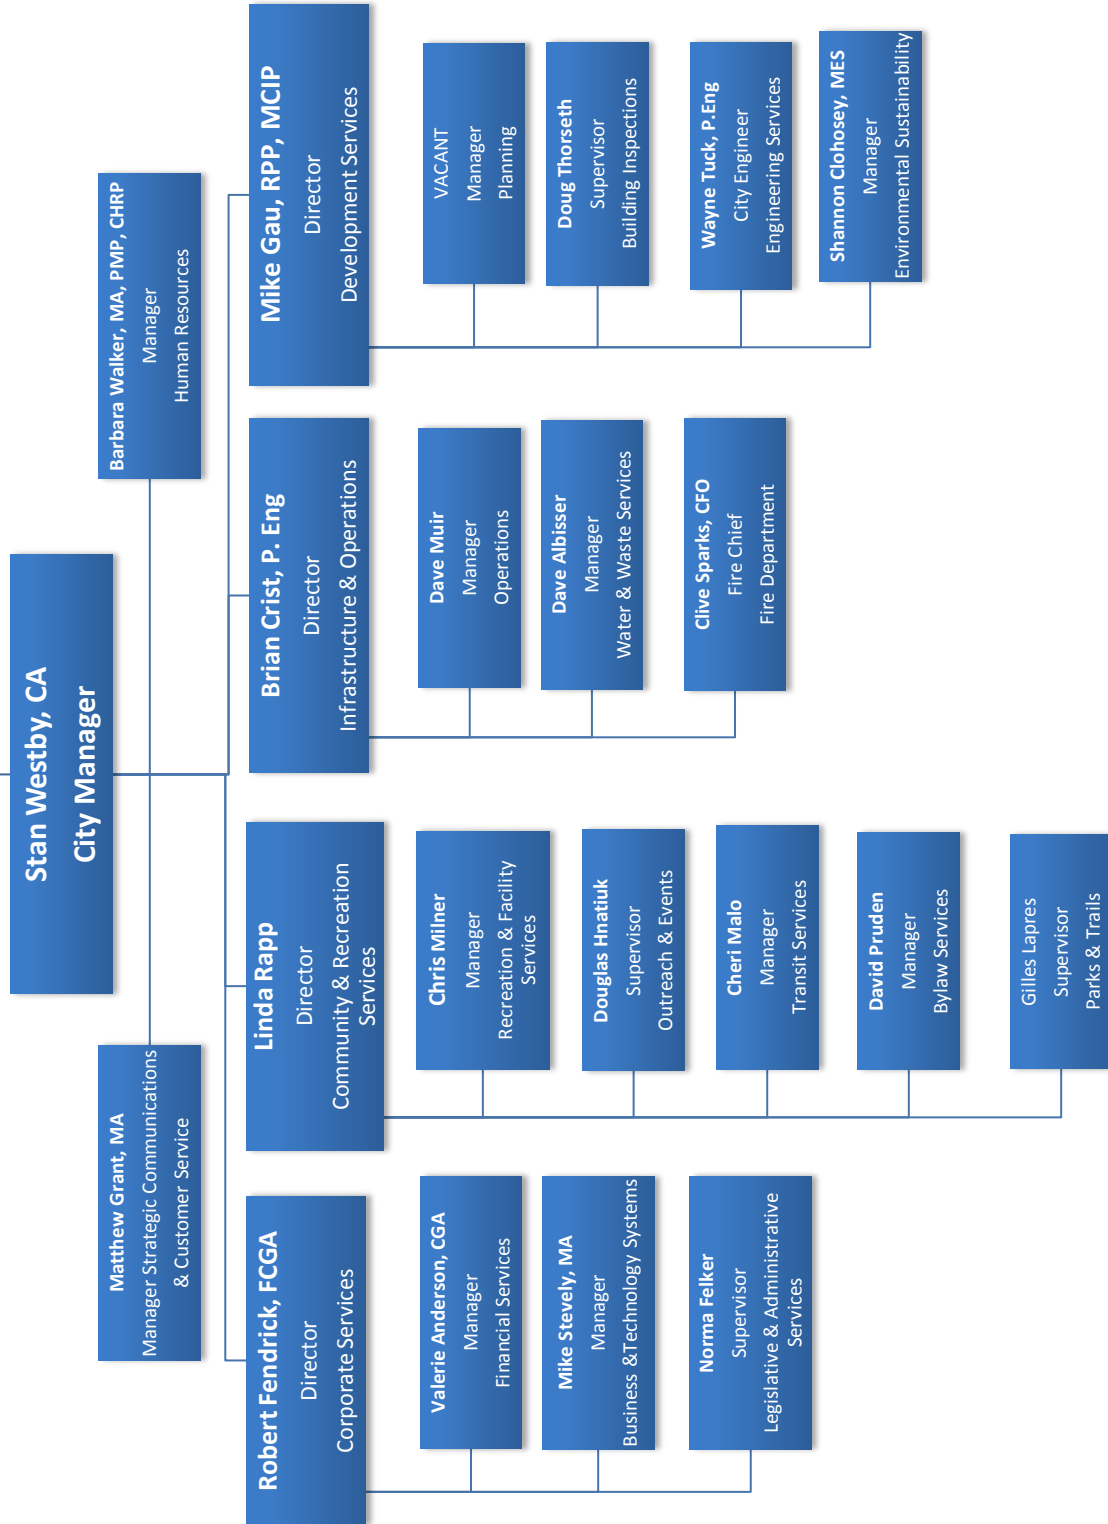 Stan Westby, CA
City Manager
Matthew Grant, MA
Manager Strategic Communications
& Customer Service
Barbara Walker, MA, PMP, CHRP
Manager
Human Resources
Robert Fendrick, FCGA
Director
Corporate Services
Valerie Anderson, CGA
Manager
Financial Services
Mike Stevely, MA
Manager
Business &Technology Systems
Norma Felker
Supervisor
Legislative & Administrative
Services
Linda Rapp
Director
Community & Recreation
Services
Chris Milner
Manager
Recreation & Facility
Services
Douglas Hnatiuk
Supervisor
Outreach & Events
Cheri Malo
Manager
Transit Services
David Pruden
Manager
Bylaw Services
Gilles Lapres
Supervisor
Parks & Trails
Brian Crist, P. Eng
Director
Infrastructure & Operations
Dave Muir
Manager
Operations
Dave Albisser
Manager
Water & Waste Services
Clive Sparks, CFO
Fire Chief
Fire Department
Mike Gau, RPP, MCIP
Director
Development Services
VACANT
Manager
Planning
Doug Thorseth
Supervisor
Building Inspections
Wayne Tuck, P.Eng
City Engineer
Engineering Services
Shannon Clohosey, MES
Manager
Environmental Sustainability